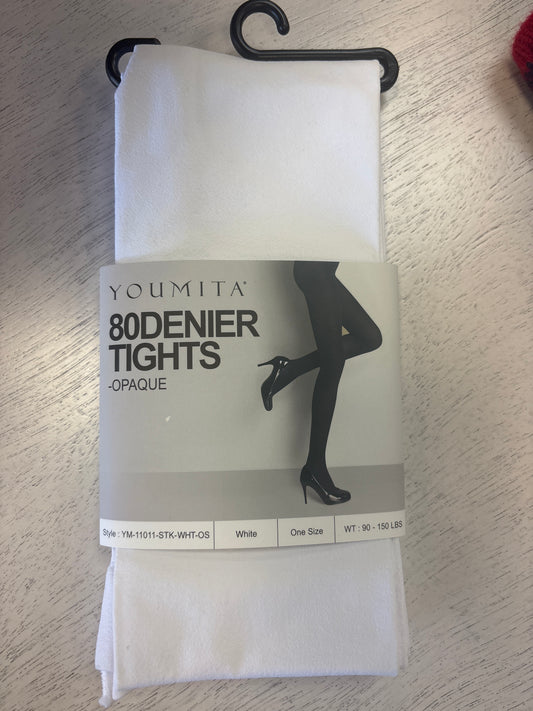 YOUMITA®
80DENIER
TIGHTS
-OPAQUE
Style : YM-11011-STK-WHT-OS White One Size WT : 90 - 150 LBS